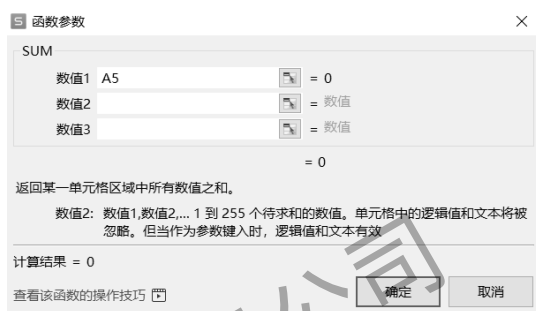 S 函数参数
SUM
数值1 A5 = 0
数值2 = 数值
数值3 = 数值
= 0
返回某一单元格区域中所有数值之和。
数值2: 数值1,数值2,... 1 到 255 个待求和的数值。单元格中的逻辑值和文本将被
忽略。但当作为参数键入时，逻辑值和文本有效
计算结果 = 0
查看该函数的操作技巧
确定 取消
公司